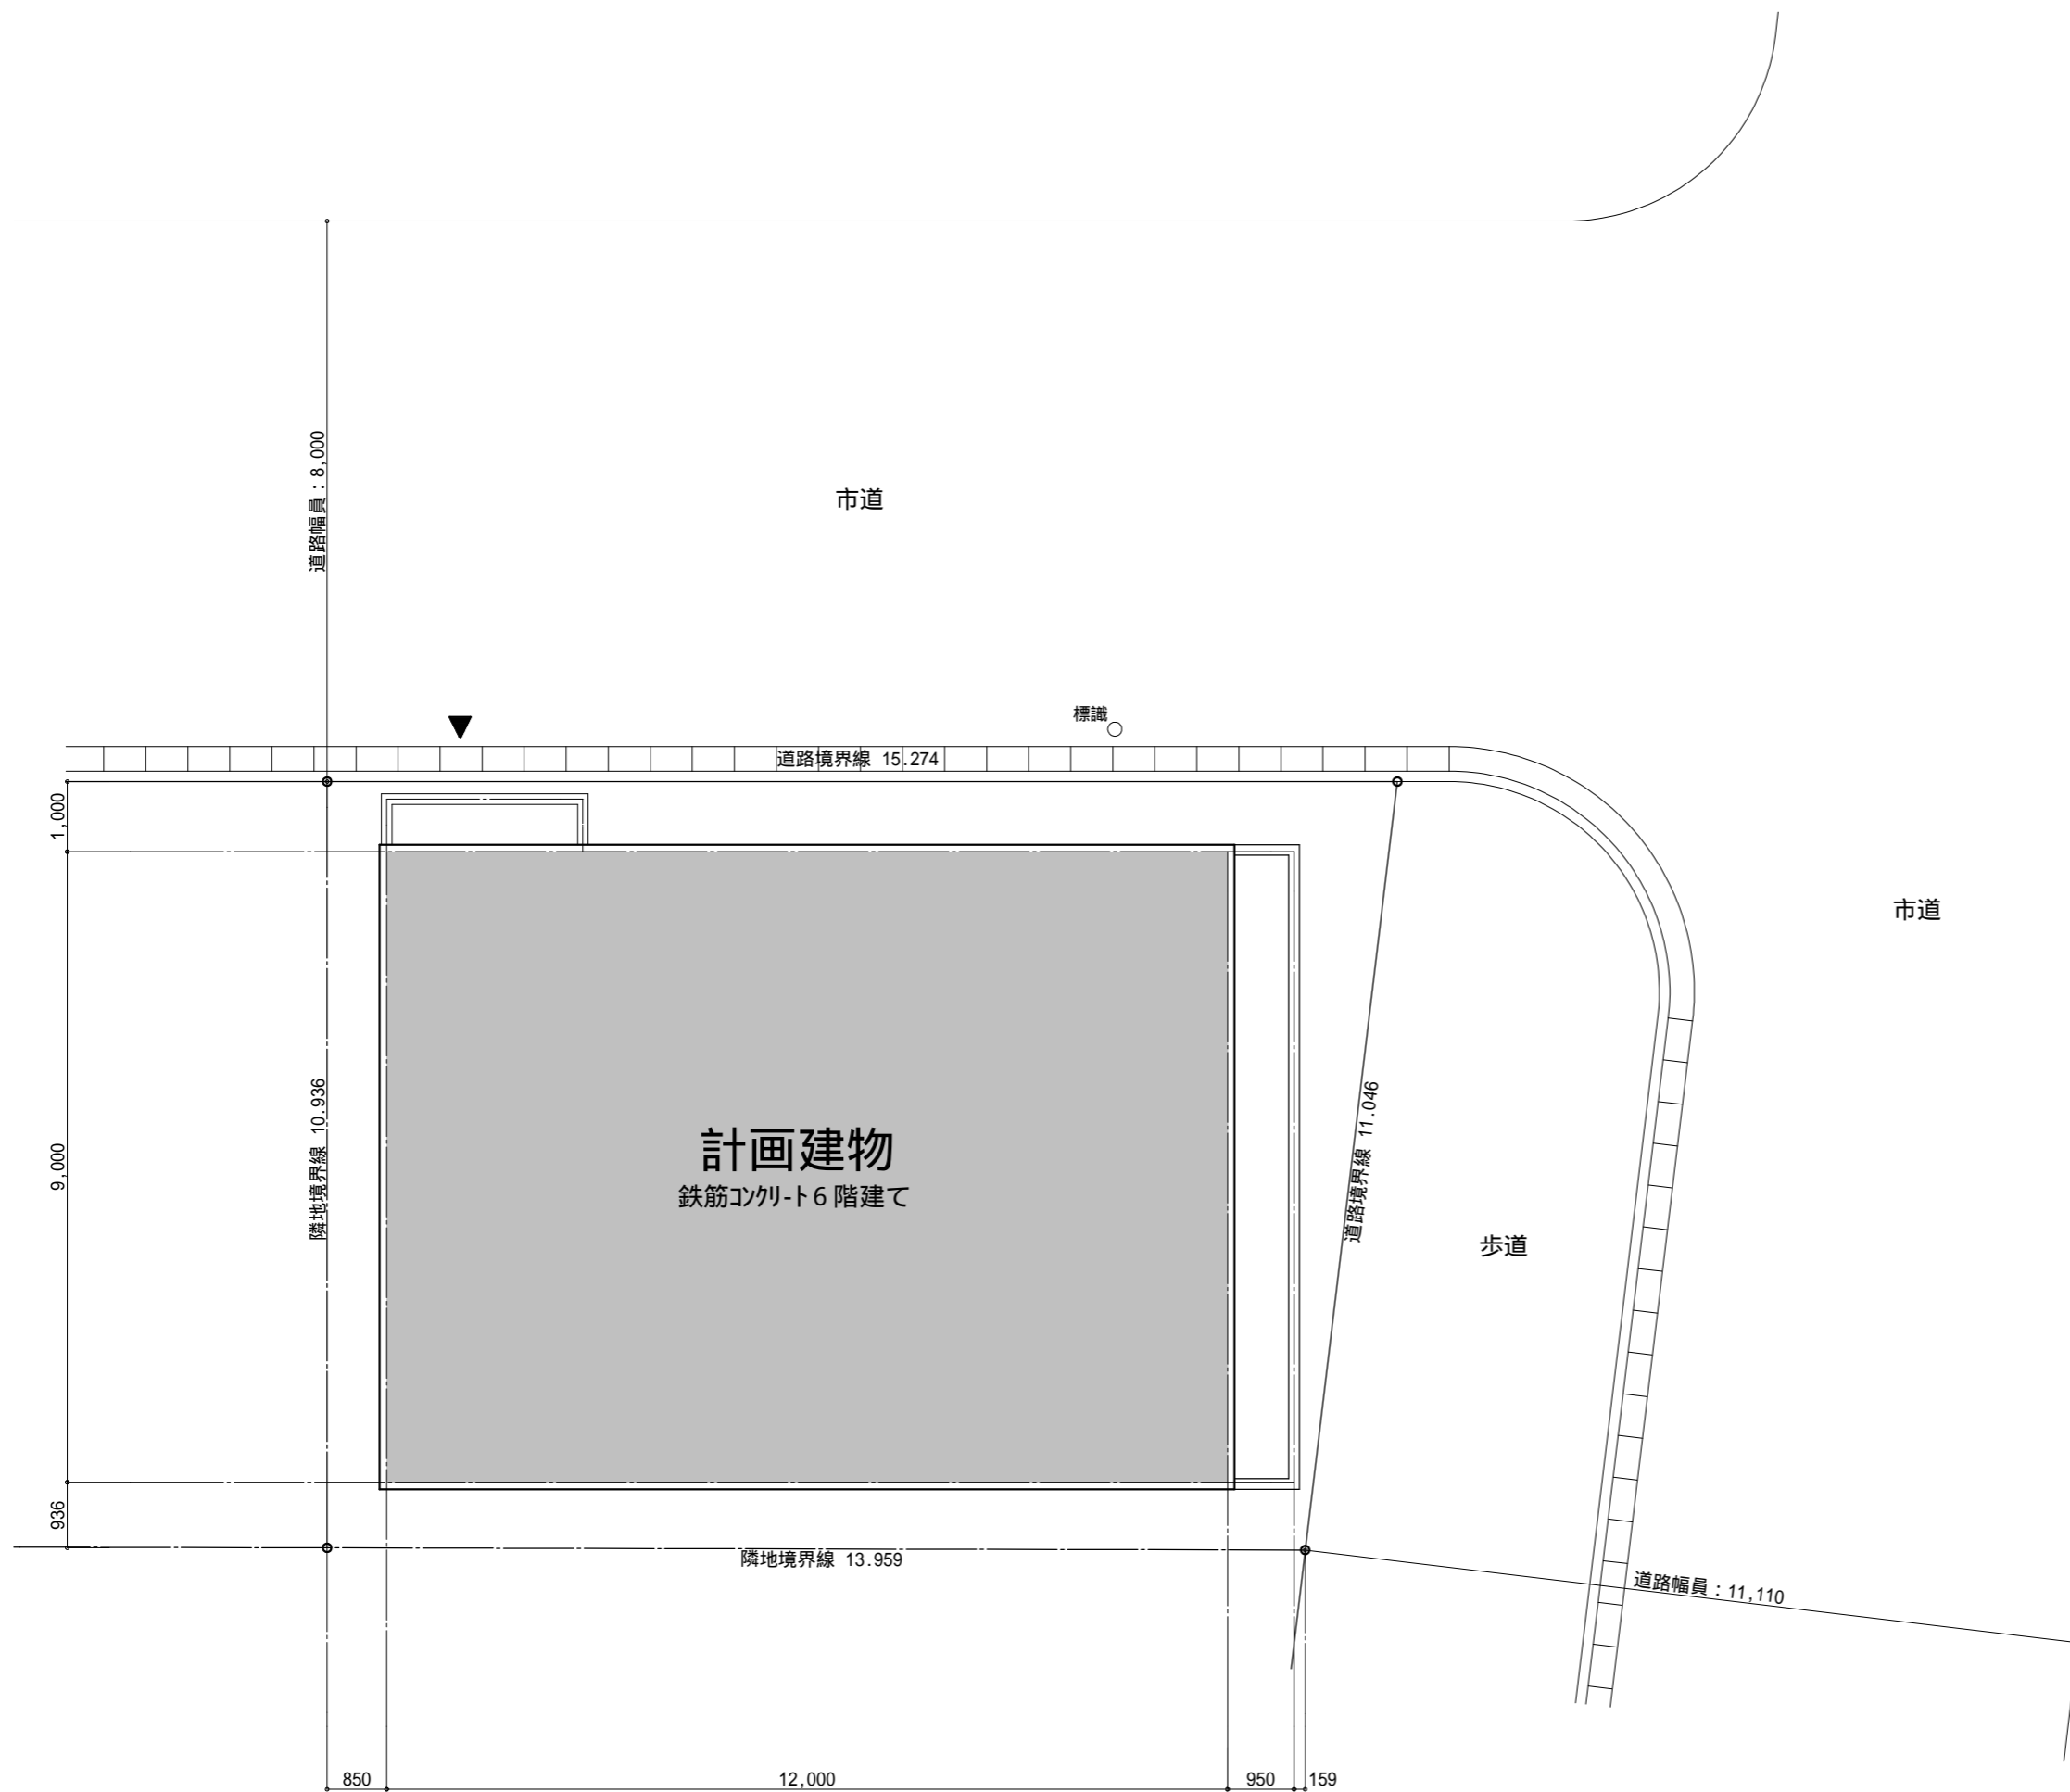 道路幅員：8,000
市道
標識
道路境界線 15.274
1,000
市道
隣地境界線 10.936
9,000
計画建物
鉄筋ｺﾝｸﾘ-ﾄ6階建て
道路境界線 11.046
歩道
936
隣地境界線 13.959
道路幅員：11,110
850
12,000
950
159